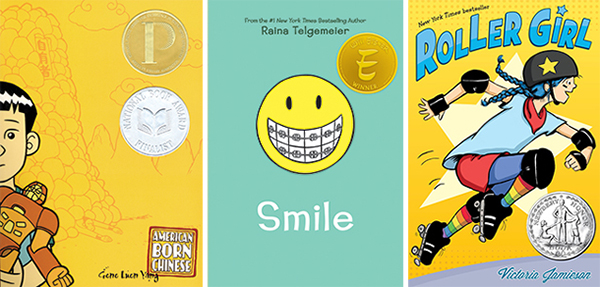 P
NATIONAL BOOK AWARD
FINALIST
AMERICAN
BORN
CHINESE
Gene Luen Yang
From the #1 New York Times Bestselling Author
Raina Telgemeier
E
WINNER
Smile
New York Times bestseller
ROLLER GIRL
Victoria Jamieson